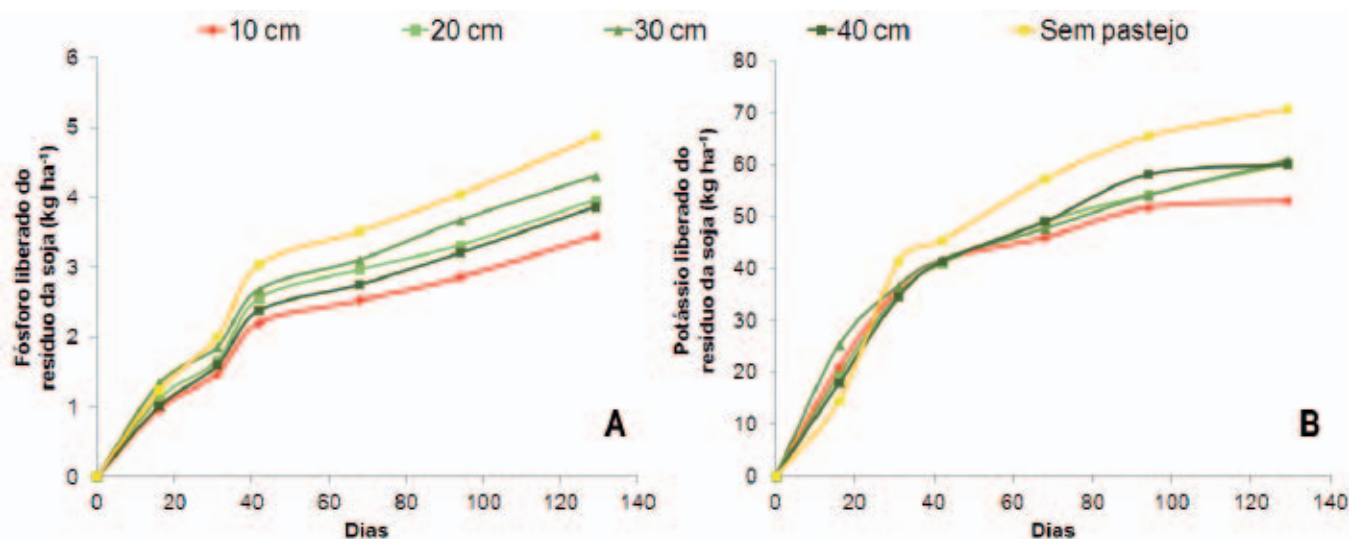 10 cm 20 cm 30 cm 40 cm Sem pastejo
Fósforo liberado do
resíduo da soja (kg ha⁻¹)
6
5
4
3
2
1
0
0 20 40 60 80 100 120 140
Dias
A
Potássio liberado do
resíduo da soja (kg ha⁻¹)
80
70
60
50
40
30
20
10
0
0 20 40 60 80 100 120 140
Dias
B